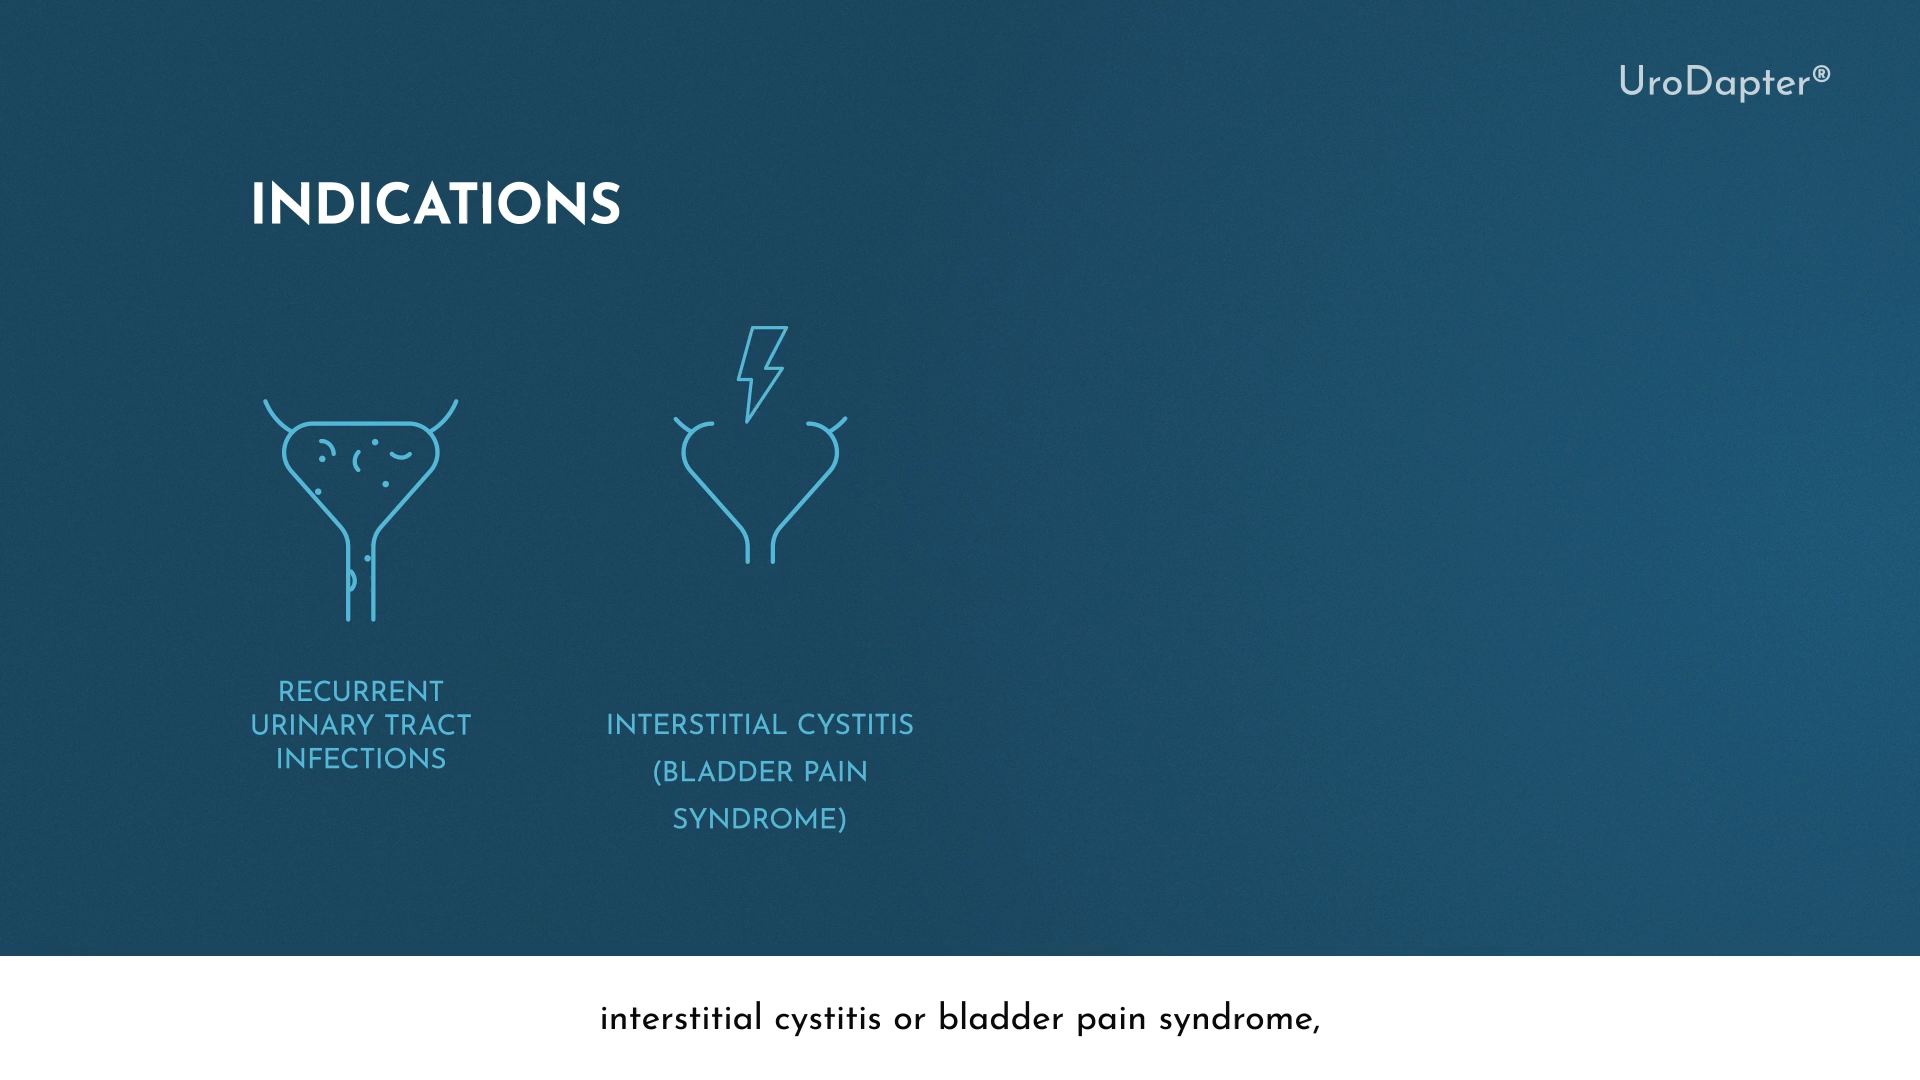 UroDapter®
INDICATIONS
RECURRENT
URINARY TRACT
INFECTIONS
INTERSTITIAL CYSTITIS
(BLADDER PAIN
SYNDROME)
interstitial cystitis or bladder pain syndrome,